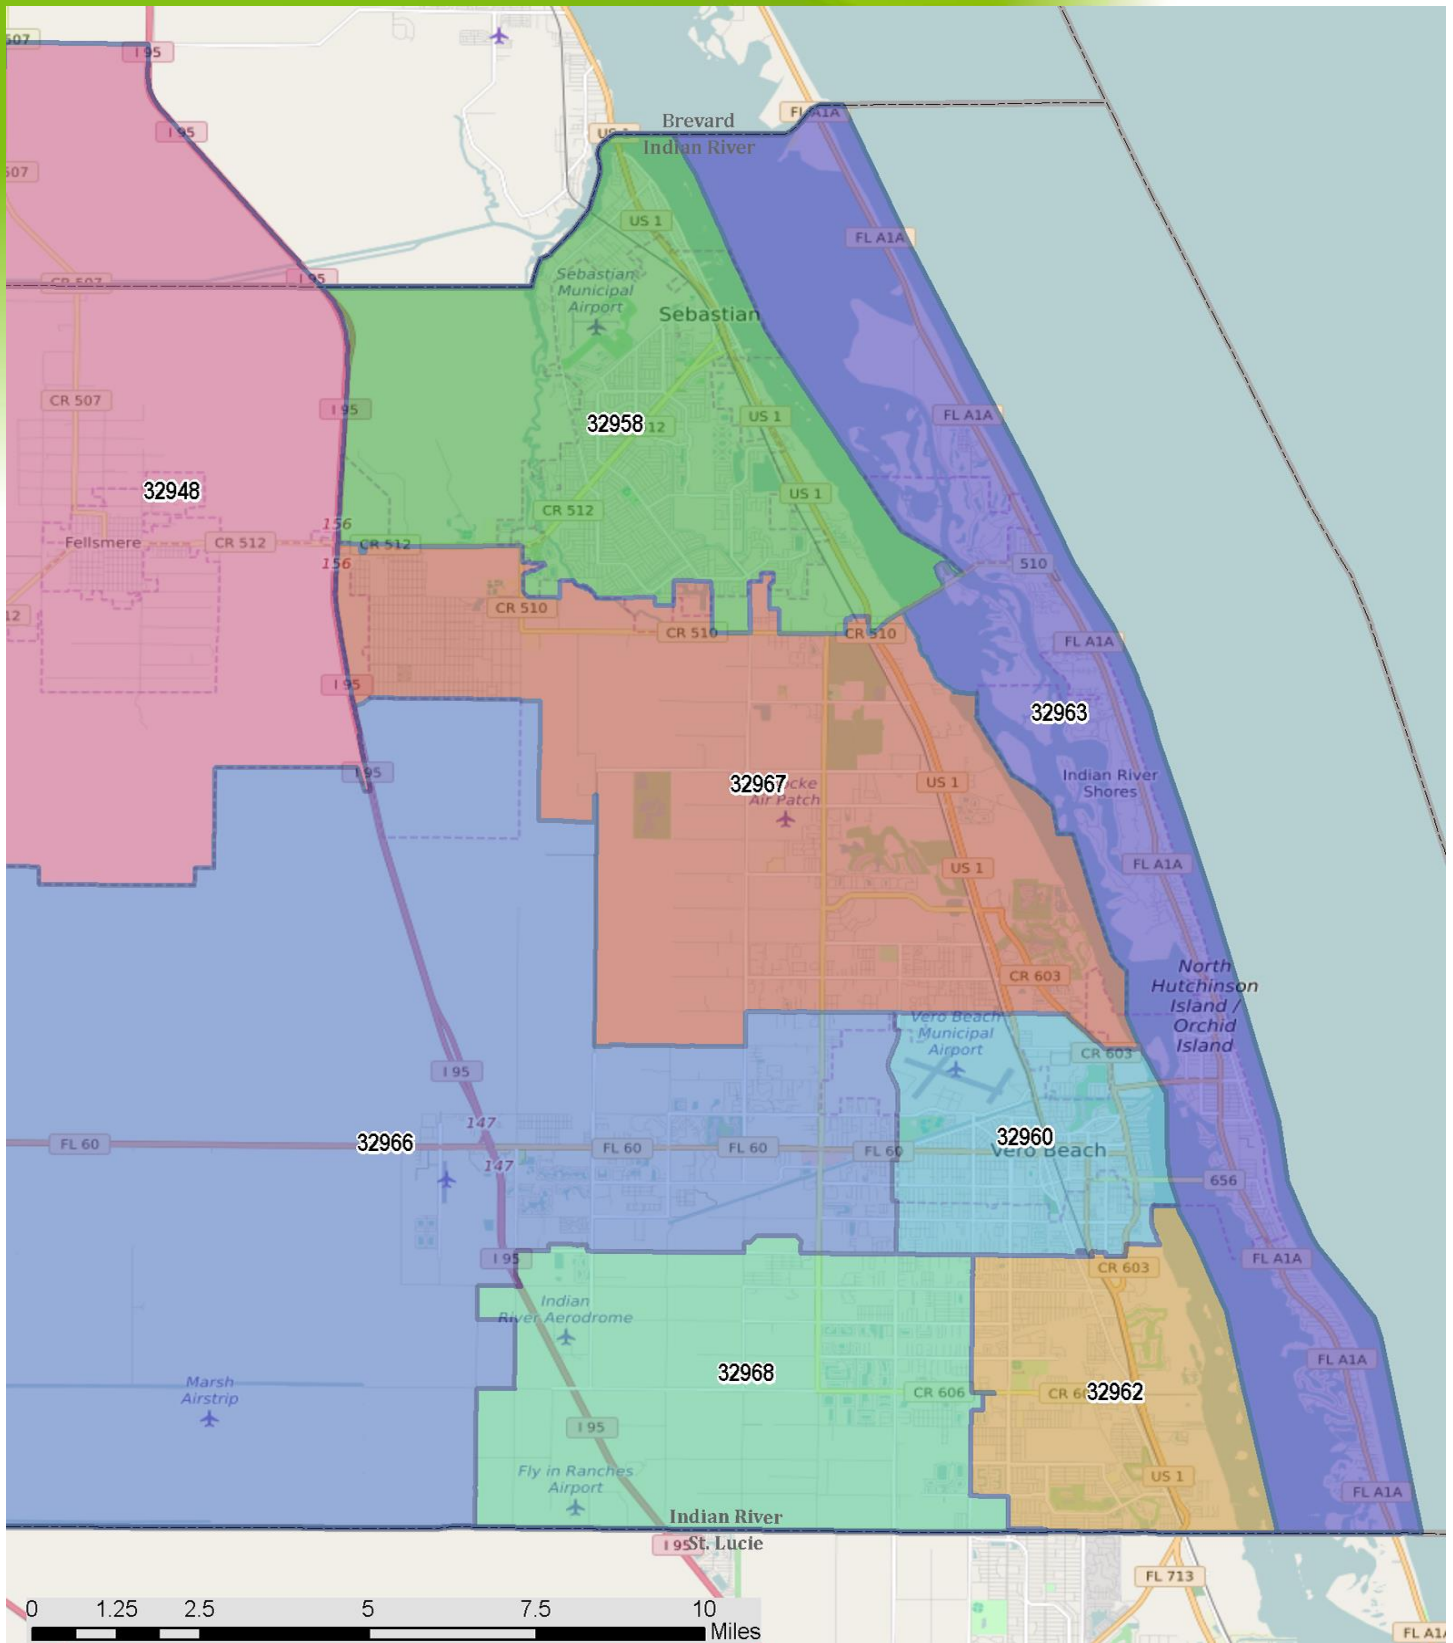 507
I 95
Brevard
US 1
FL A1A
Indian River
I 95
507
US 1
FL A1A
CR 507
I 95
Sebastian
Municipal
Airport
Sebastian
CR 507
I 95
FL A1A
US 1
32958
12
32948
US 1
CR 512
156
Fellsmere
CR 512
CR 512
156
510
12
CR 510
CR 510
CR 510
FL A1A
I 95
32963
I 95
32967
Air Patch
US 1
Indian River
Shores
US 1
FL A1A
CR 603
North
Hutchinson
Island /
Orchid
Island
Vero Beach
Municipal
Airport
CR 603
I 95
147
FL 60
32966
FL 60
FL 60
FL 60
32960
Vero Beach
147
656
I 95
FL A1A
CR 603
Indian
River Aerodrome
32968
FL A1A
Marsh
Airstrip
CR 606
32962
I 95
Fly in Ranches
Airport
US 1
FL A1A
Indian River
St. Lucie
I 95
FL 713
0 1.25 2.5 5 7.5 10
Miles